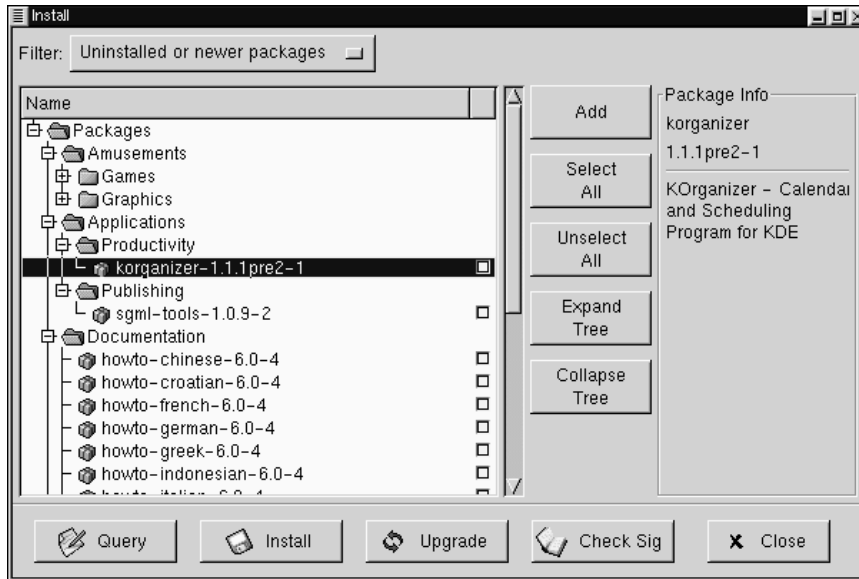 Install
Filter: Uninstalled or newer packages
Name
Packages
Amusements
Games
Graphics
Applications
Productivity
korganizer-1.1.1pre2-1
Publishing
sgml-tools-1.0.9-2
Documentation
howto-chinese-6.0-4
howto-croatian-6.0-4
howto-french-6.0-4
howto-german-6.0-4
howto-greek-6.0-4
howto-indonesian-6.0-4
Add
Select
All
Unselect
All
Expand
Tree
Collapse
Tree
Package Info
korganizer
1.1.1pre2-1
KOrganizer - Calendar
and Scheduling
Program for KDE
Query
Install
Upgrade
Check Sig
Close